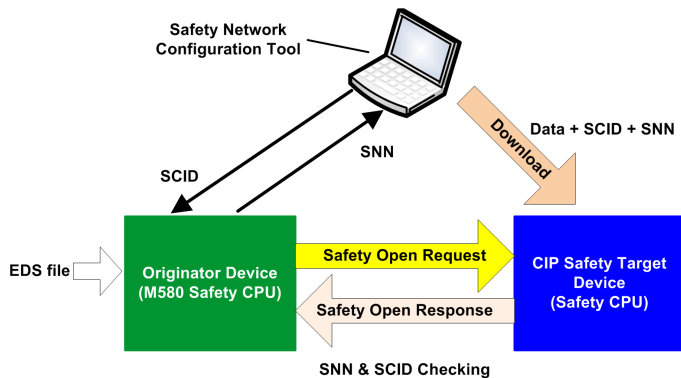 Safety Network
Configuration Tool
Download
Data + SCID + SNN
SNN
SCID
EDS file
Originator Device
(M580 Safety CPU)
Safety Open Request
Safety Open Response
CIP Safety Target
Device
(Safety CPU)
SNN & SCID Checking